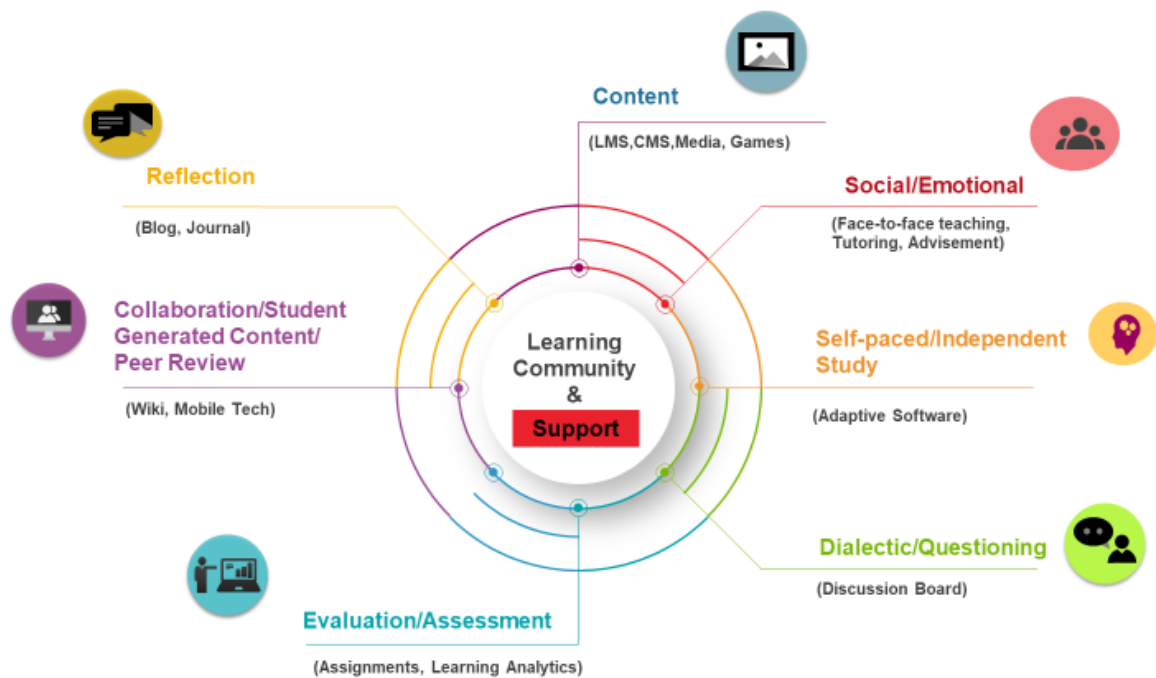 Content
(LMS,CMS,Media, Games)
Social/Emotional
(Face-to-face teaching,
Tutoring, Advisement)
Self-paced/Independent
Study
(Adaptive Software)
Dialectic/Questioning
(Discussion Board)
Evaluation/Assessment
(Assignments, Learning Analytics)
Collaboration/Student
Generated Content/
Peer Review
(Wiki, Mobile Tech)
Reflection
(Blog, Journal)
Learning
Community
&
Support